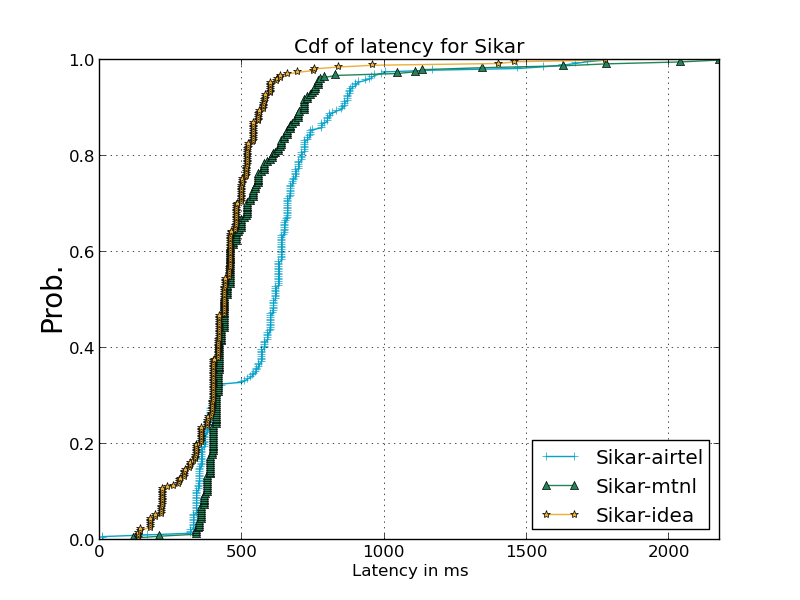 Cdf of latency for Sikar
Prob.
1.0
0.8
0.6
0.4
0.2
0.0
0
500
1000
1500
2000
Latency in ms
Sikar-airtel
Sikar-mtnl
Sikar-idea